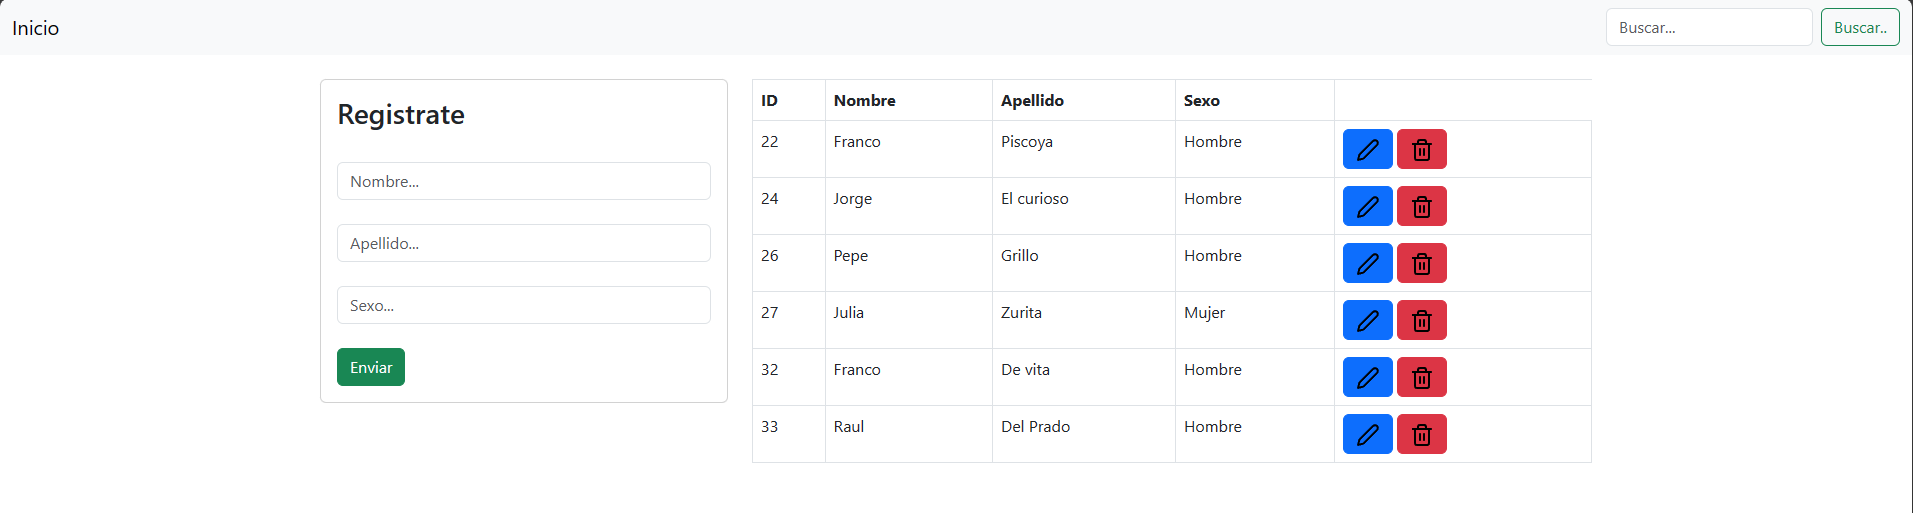 Inicio
Buscar...
Buscar..
Registrate
Nombre...
Apellido...
Sexo...
Enviar
ID Nombre Apellido Sexo
22 Franco Piscoya Hombre
24 Jorge El curioso Hombre
26 Pepe Grillo Hombre
27 Julia Zurita Mujer
32 Franco De vita Hombre
33 Raul Del Prado Hombre